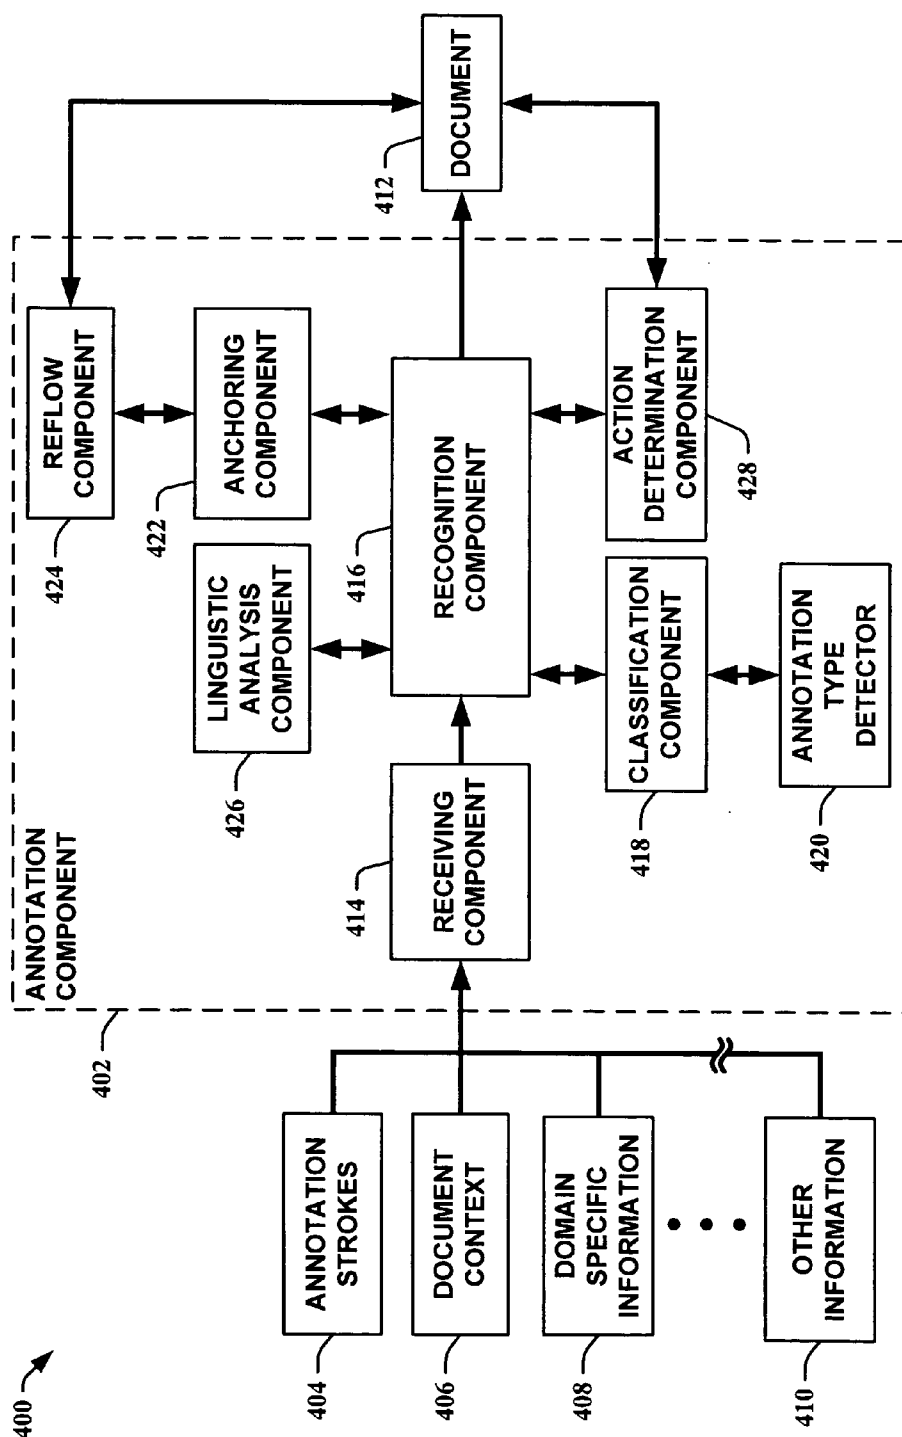 400
ANNOTATION
COMPONENT
402
ANNOTATION
STROKES
404
DOCUMENT
CONTEXT
406
DOMAIN
SPECIFIC
INFORMATION
408
OTHER
INFORMATION
410
RECEIVING
COMPONENT
414
LINGUISTIC
ANALYSIS
COMPONENT
426
REFLOW
COMPONENT
424
ANCHORING
COMPONENT
422
RECOGNITION
COMPONENT
416
CLASSIFICATION
COMPONENT
418
ANNOTATION
TYPE
DETECTOR
420
ACTION
DETERMINATION
COMPONENT
428
DOCUMENT
412